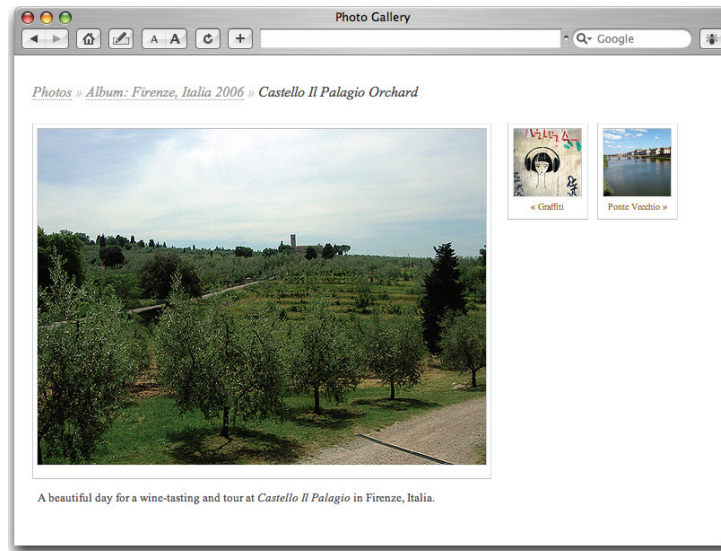 Photo Gallery
A A
Google
Photos » Album: Firenze, Italia 2006 » Castello Il Palagio Orchard
« Graffiti
Ponte Vecchio »
A beautiful day for a wine-tasting and tour at Castello Il Palagio in Firenze, Italia.